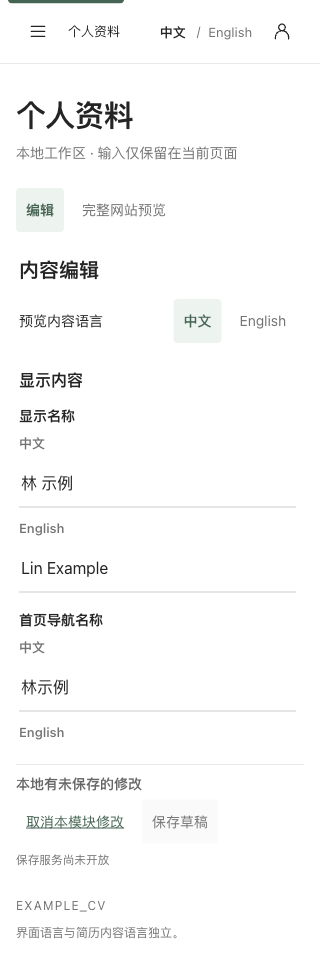 个人资料 中文 / English
个人资料
本地工作区 · 输入仅保留在当前页面
编辑 完整网站预览
内容编辑
预览内容语言 中文 English
显示内容
显示名称
中文
林 示例
English
Lin Example
首页导航名称
中文
林示例
English
本地有未保存的修改
取消本模块修改 保存草稿
保存服务尚未开放
EXAMPLE_CV
界面语言与简历内容语言独立。